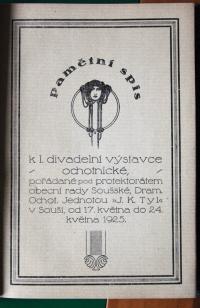 Pamětní spis
k I. divadelní výstavce
ochotnické,
pořádané pod protektorátem
obecní rady Soušské, Dram.
Ochot. Jednotou »J. K. Tyl«
v Souši, od 17. května do 24.
května 1925.